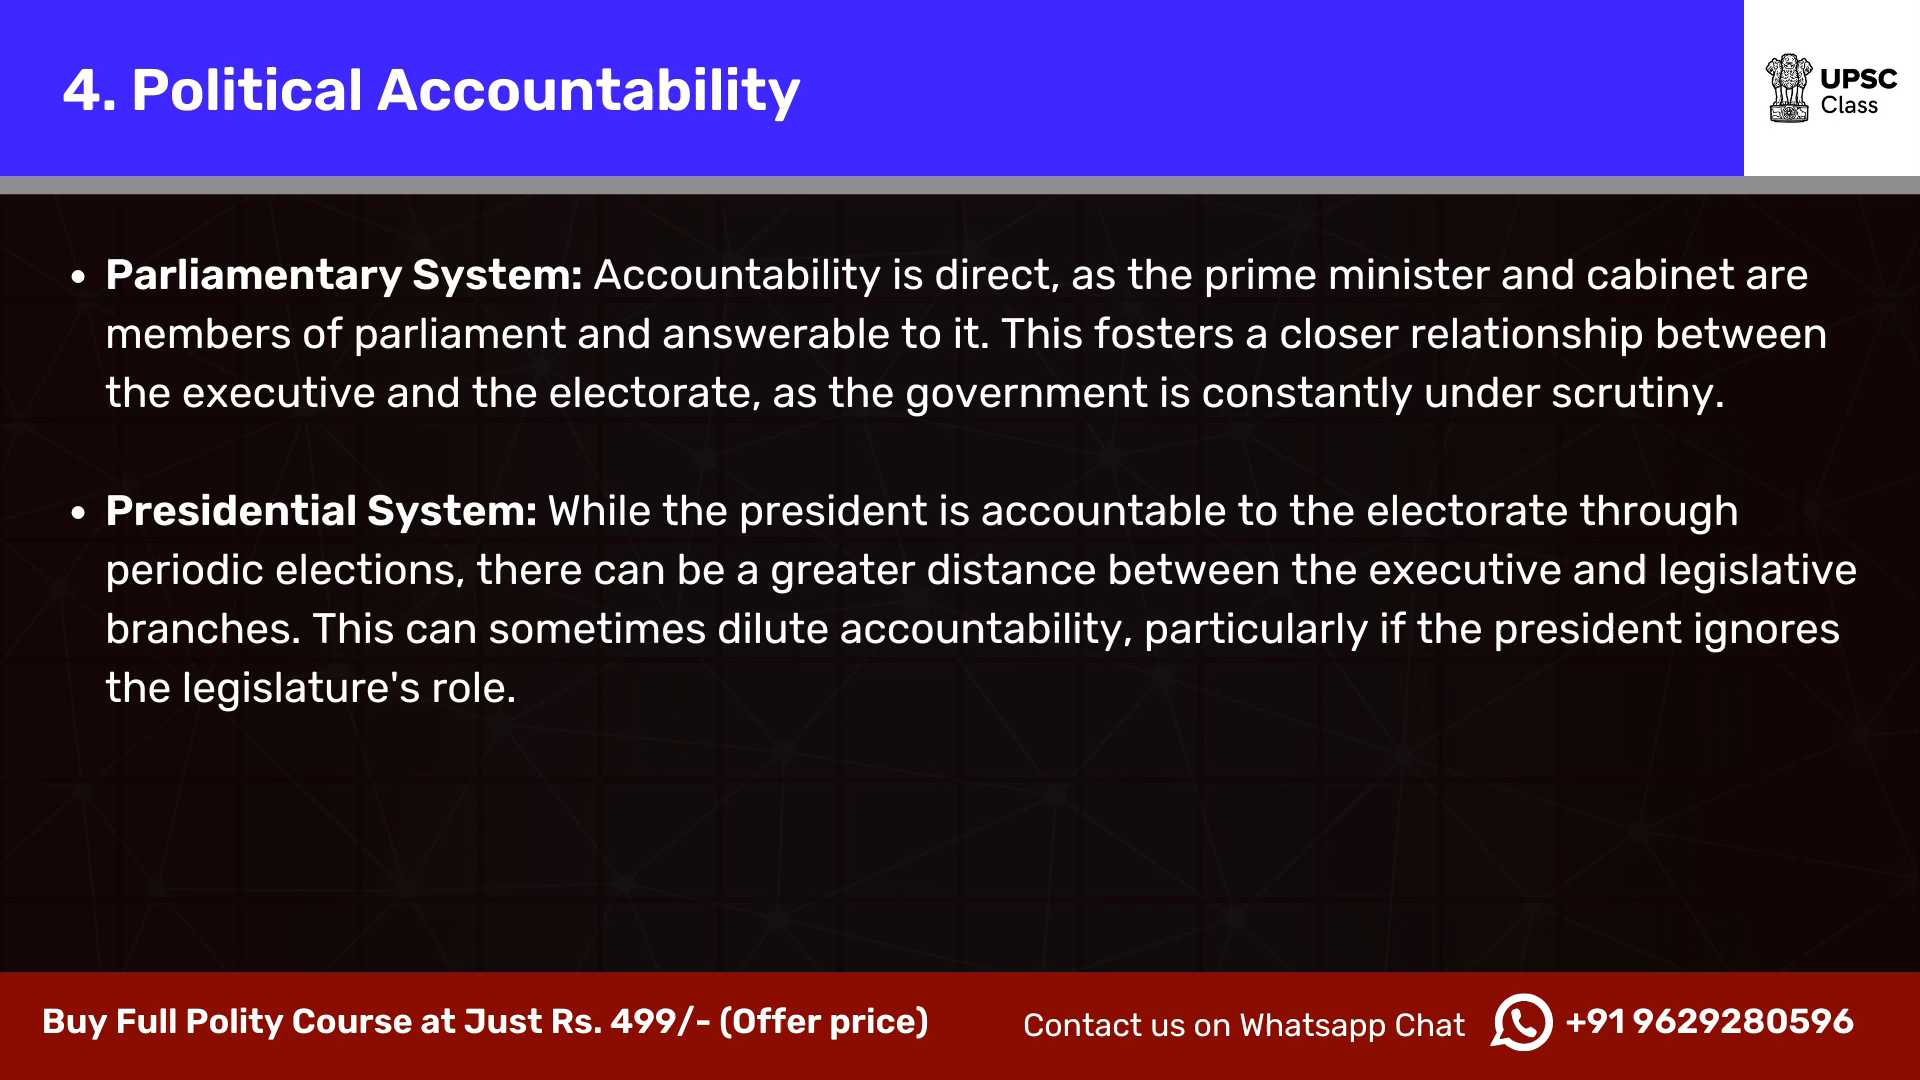 4. Political Accountability
UPSC
Class
• Parliamentary System: Accountability is direct, as the prime minister and cabinet are
members of parliament and answerable to it. This fosters a closer relationship between
the executive and the electorate, as the government is constantly under scrutiny.
• Presidential System: While the president is accountable to the electorate through
periodic elections, there can be a greater distance between the executive and legislative
branches. This can sometimes dilute accountability, particularly if the president ignores
the legislature's role.
Buy Full Polity Course at Just Rs. 499/- (Offer price)
Contact us on Whatsapp Chat
+91 9629280596